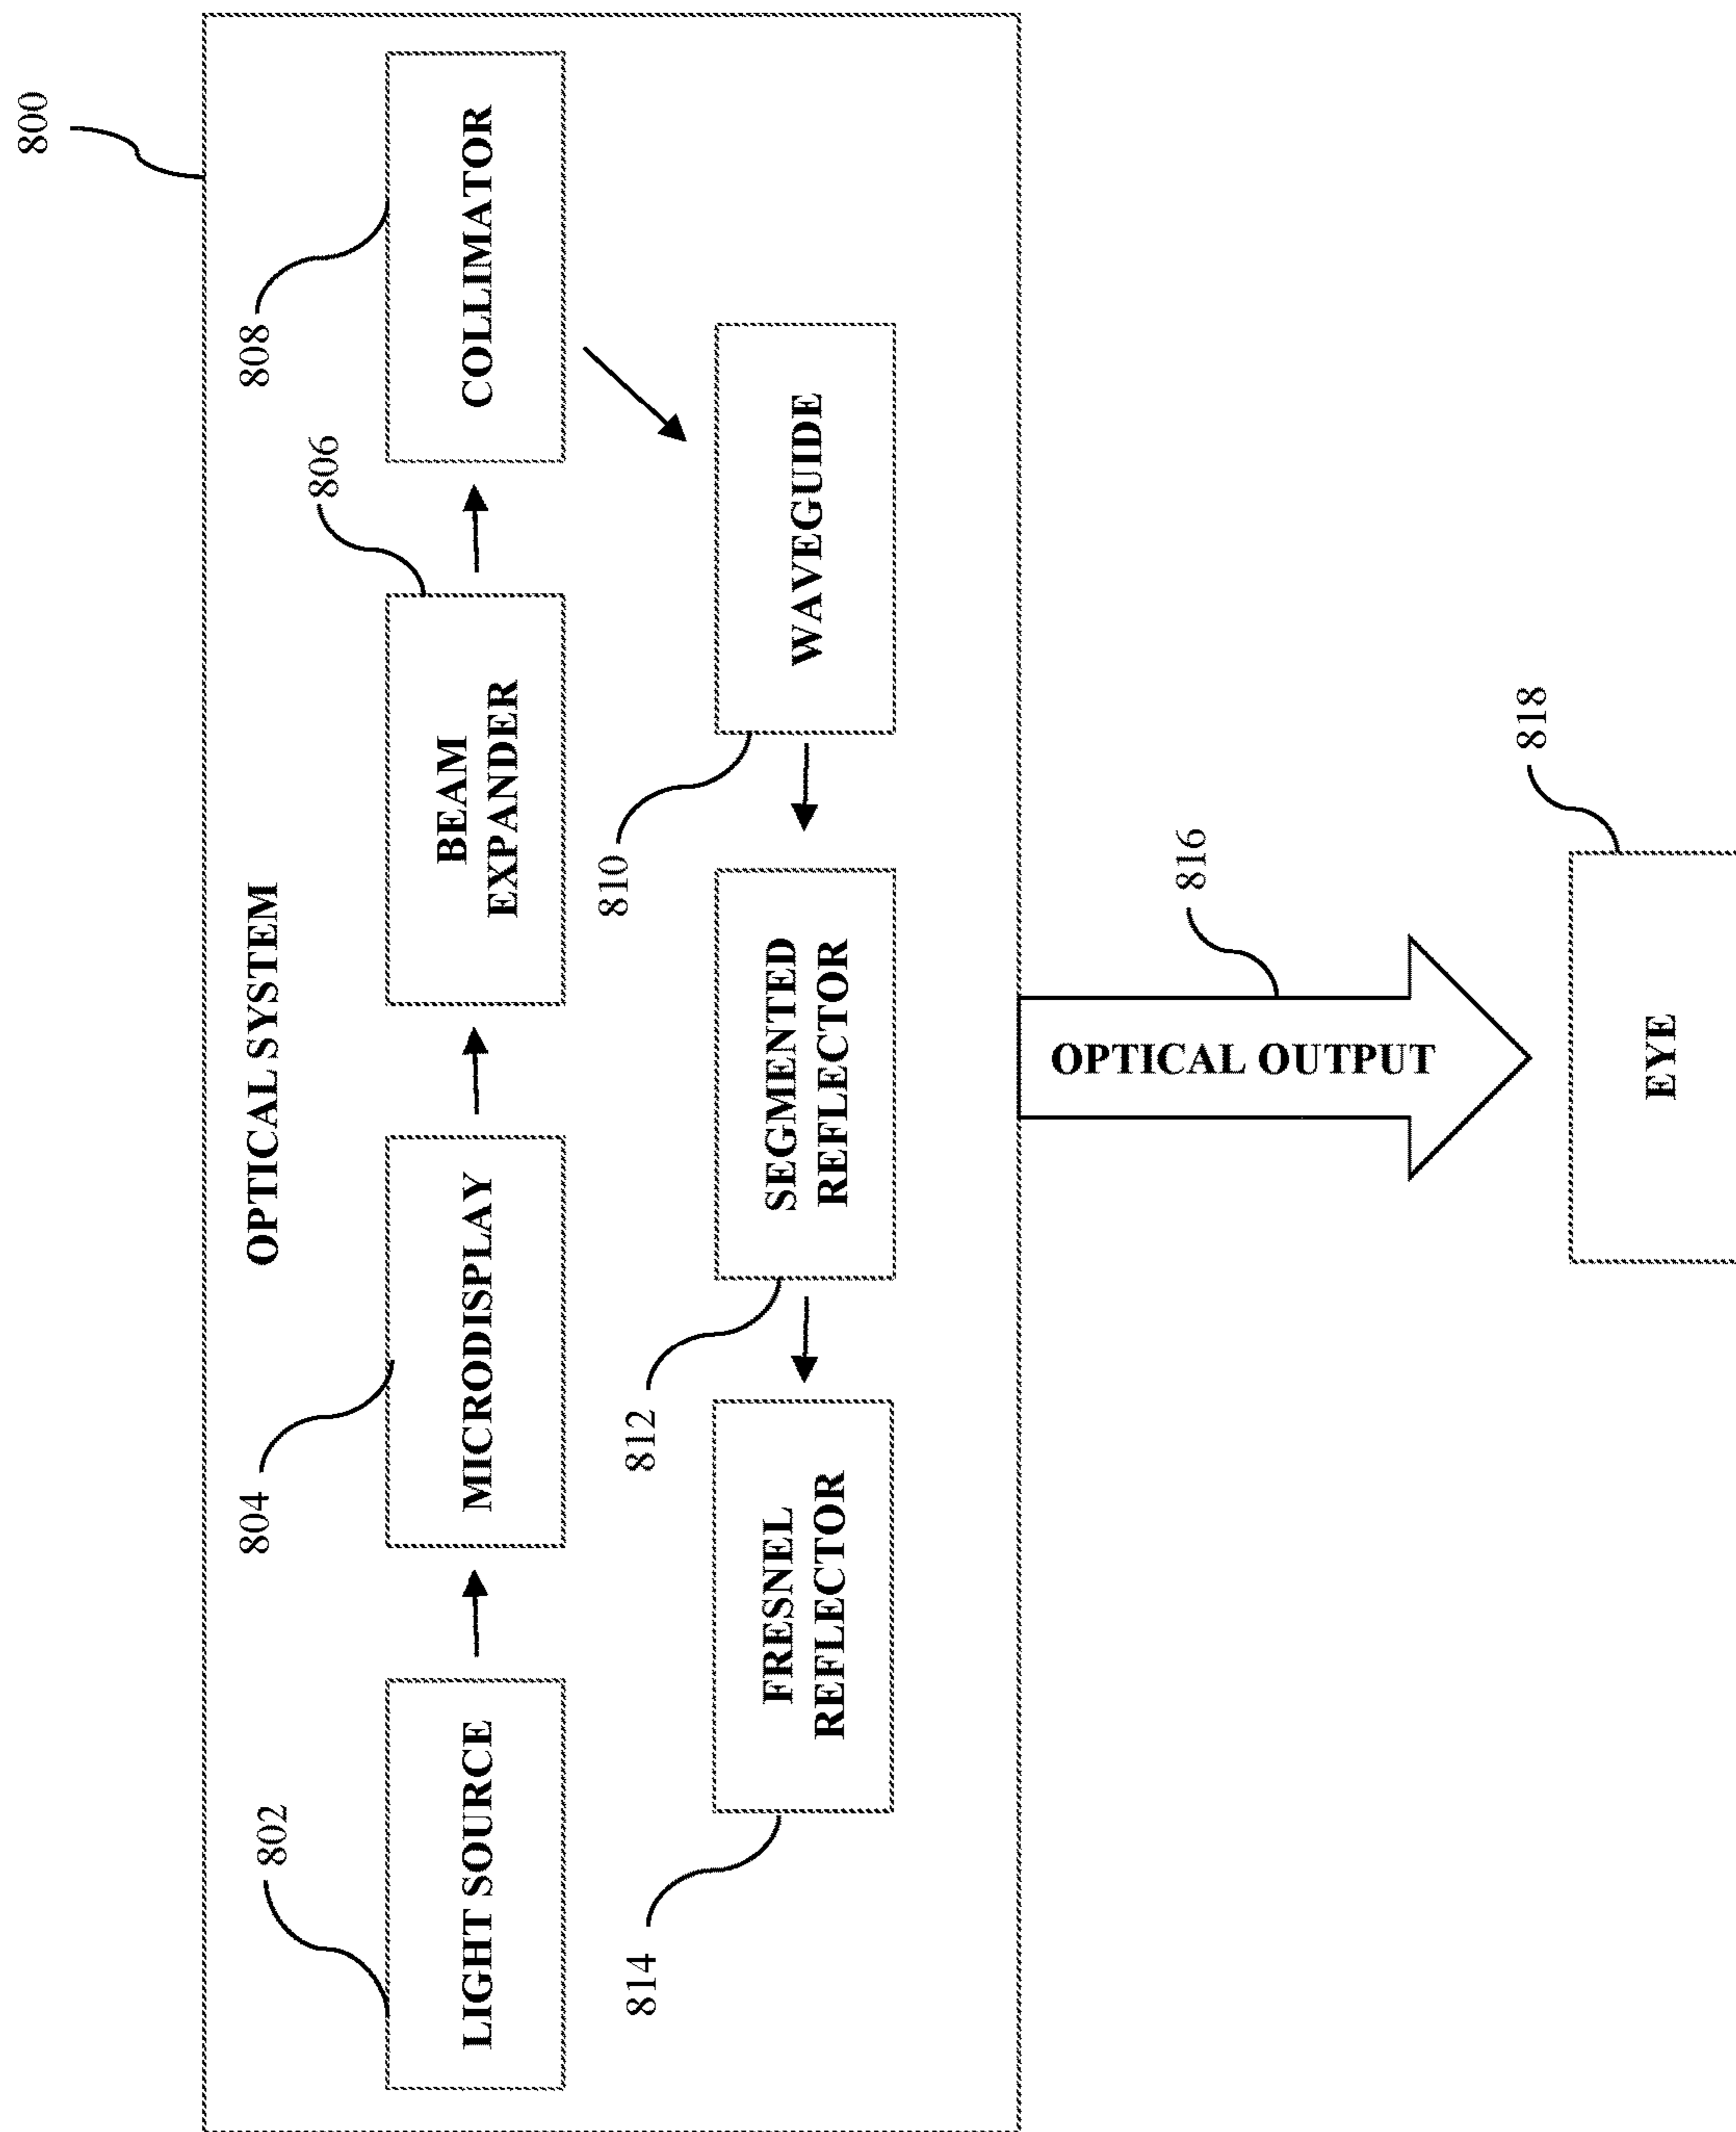 800
OPTICAL SYSTEM
802
LIGHT SOURCE
804
MICRODISPLAY
806
BEAM
EXPANDER
808
COLLIMATOR
810
WAVEGUIDE
812
SEGMENTED
REFLECTOR
814
FRESNEL
REFLECTOR
816
OPTICAL OUTPUT
818
EYE